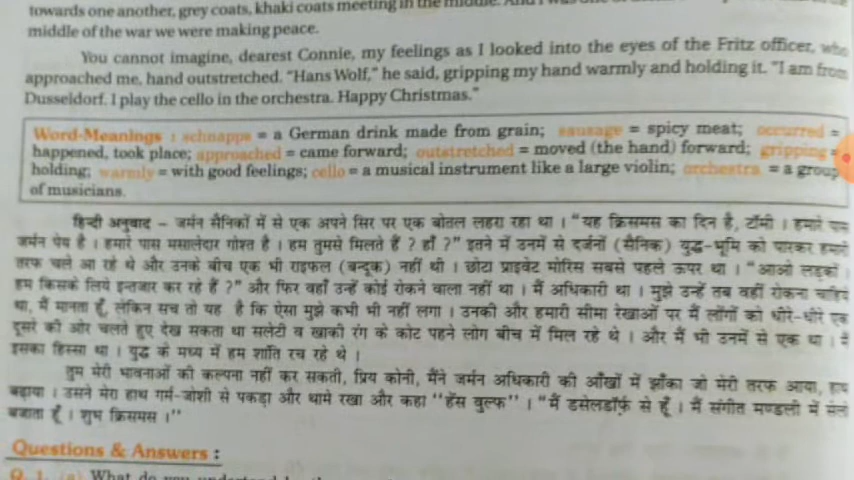 towards one another, grey coats, khaki coats meeting in the middle. And I was one of
middle of the war we were making peace.
You cannot imagine, dearest Connie, my feelings as I looked into the eyes of the Fritz officer, who
approached me, hand outstretched. “Hans Wolf,” he said, gripping my hand warmly and holding it. “I am from
Dusseldorf. I play the cello in the orchestra. Happy Christmas.”
Word-Meanings : schnapps = a German drink made from grain; sausage = spicy meat; occurred =
happened, took place; approached = came forward; outstretched = moved (the hand) forward; gripping =
holding; warmly = with good feelings; cello = a musical instrument like a large violin; orchestra = a group
of musicians.
हिन्दी अनुवाद – जर्मन सैनिकों में से एक अपने सिर पर एक बोतल लहरा रहा था । “यह क्रिसमस का दिन है, टॉमी । हमारे पास
जर्मन पेय है । हमारे पास मसालेदार गोश्त है । हम तुमसे मिलते हैं ? हाँ ?” इतने में उनमें से दर्जनों (सैनिक) युद्ध-भूमि को पारकर हमारी
तरफ चले आ रहे थे और उनके बीच एक भी राइफल (बन्दूक) नहीं थी । छोटा प्राइवेट मोरिस सबसे पहले ऊपर था । “आओ लड़कों ।
हम किसके लिये इन्तजार कर रहे हैं ?” और फिर वहाँ उन्हें कोई रोकने वाला नहीं था । मैं अधिकारी था । मुझे उन्हें तब वहीं रोकना चाहिये
था, मैं मानता हूँ, लेकिन सच तो यह है कि ऐसा मुझे कभी भी नहीं लगा । उनकी और हमारी सीमा रेखाओं पर मैं लोगों को धीरे-धीरे एक
दूसरे की ओर चलते हुए देख सकता था सलेटी व खाकी रंग के कोट पहने लोग बीच में मिल रहे थे । और मैं भी उनमें से एक था । मैं
इसका हिस्सा था । युद्ध के मध्य में हम शांति रच रहे थे ।
तुम मेरी भावनाओं की कल्पना नहीं कर सकती, प्रिय कोनी, मैंने जर्मन अधिकारी की आँखों में झाँका जो मेरी तरफ आया, हाथ
बढ़ाया । उसने मेरा हाथ गर्म-जोशी से पकड़ा और थामे रखा और कहा ‘‘हँस वुल्फ’’ । “मैं डसेलडॉर्फ़ से हूँ । मैं संगीत मण्डली में सेलो
बजाता हूँ । शुभ क्रिसमस ।’’
Questions & Answers :
Q. 1. (a) What do you understand by the